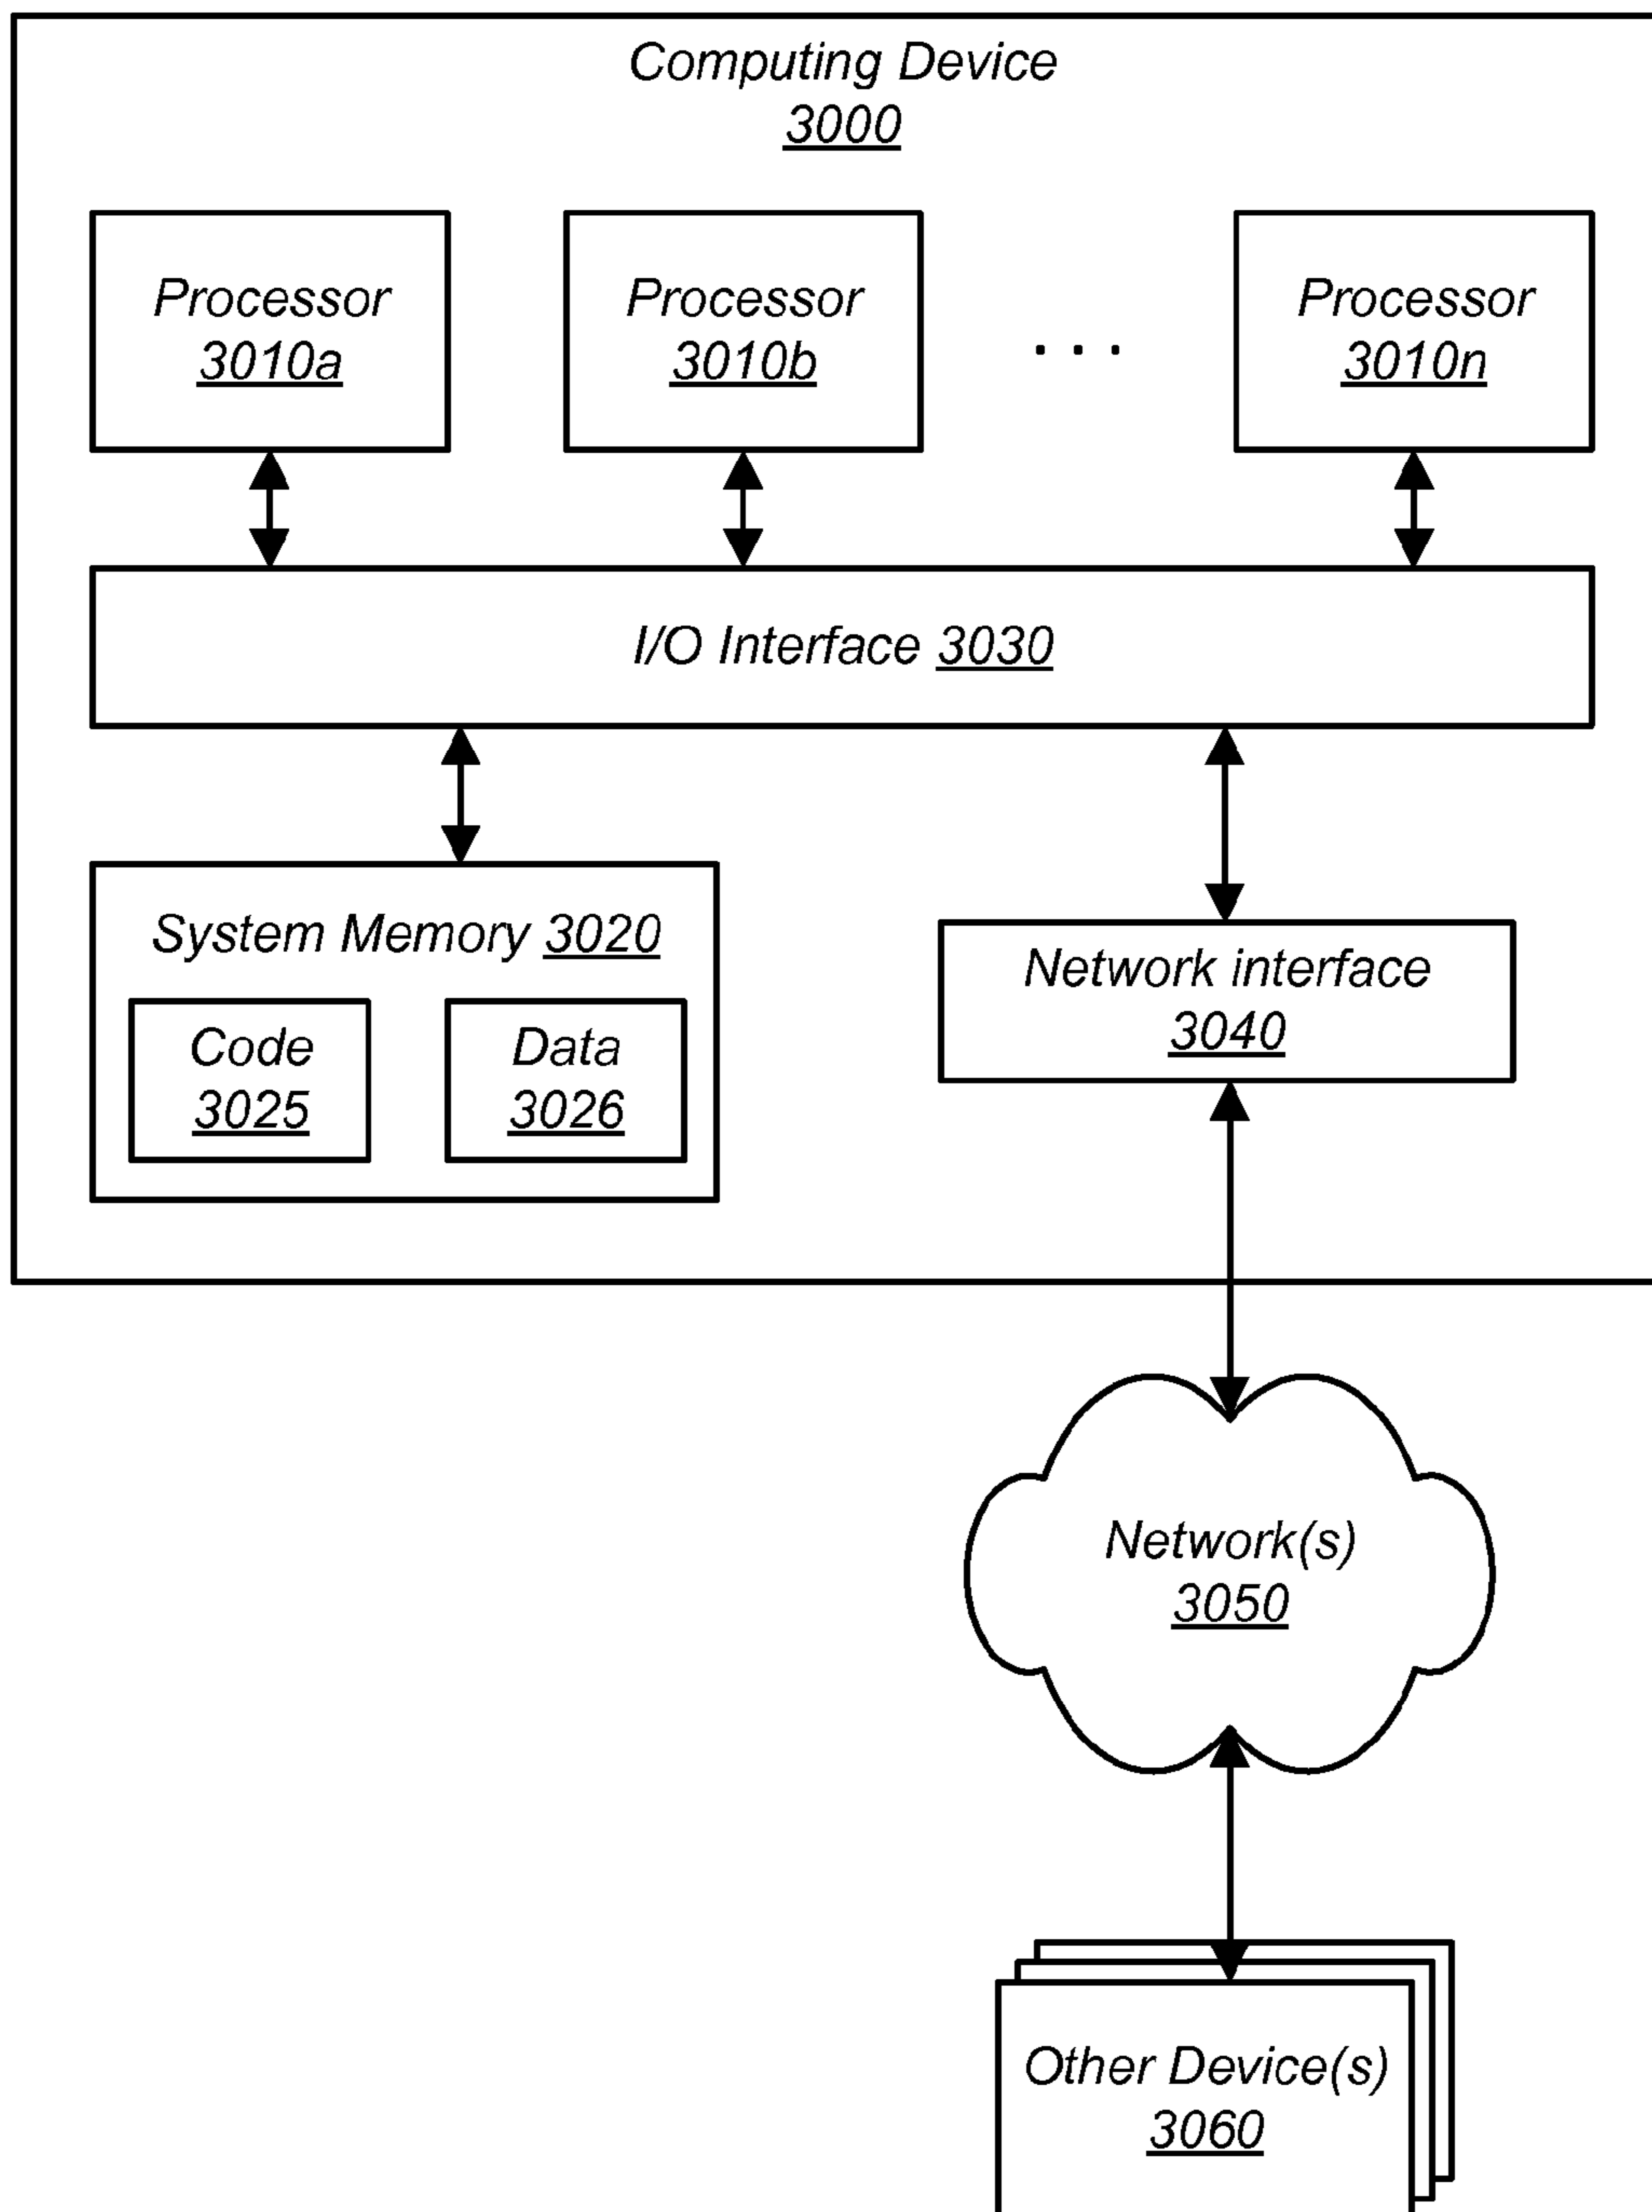 Computing Device
3000
Processor
3010a
Processor
3010b
. . .
Processor
3010n
I/O Interface 3030
System Memory 3020
Code
3025
Data
3026
Network interface
3040
Network(s)
3050
Other Device(s)
3060